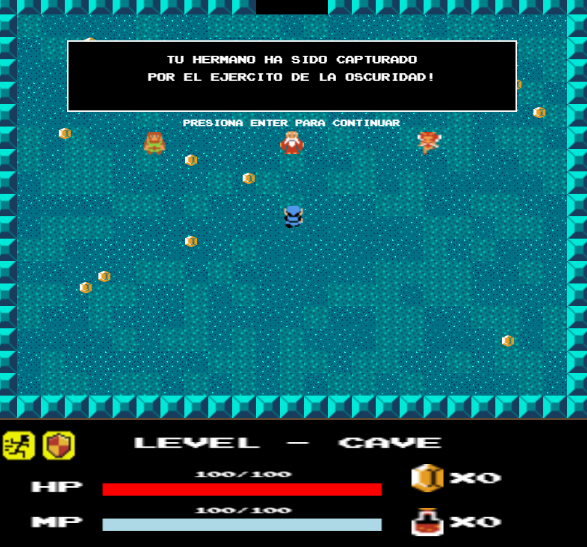 TU HERMANO HA SIDO CAPTURADO
POR EL EJERCITO DE LA OSCURIDAD!
PRESIONA ENTER PARA CONTINUAR
LEVEL - CAVE
100/100
HP
X0
100/100
MP
X0